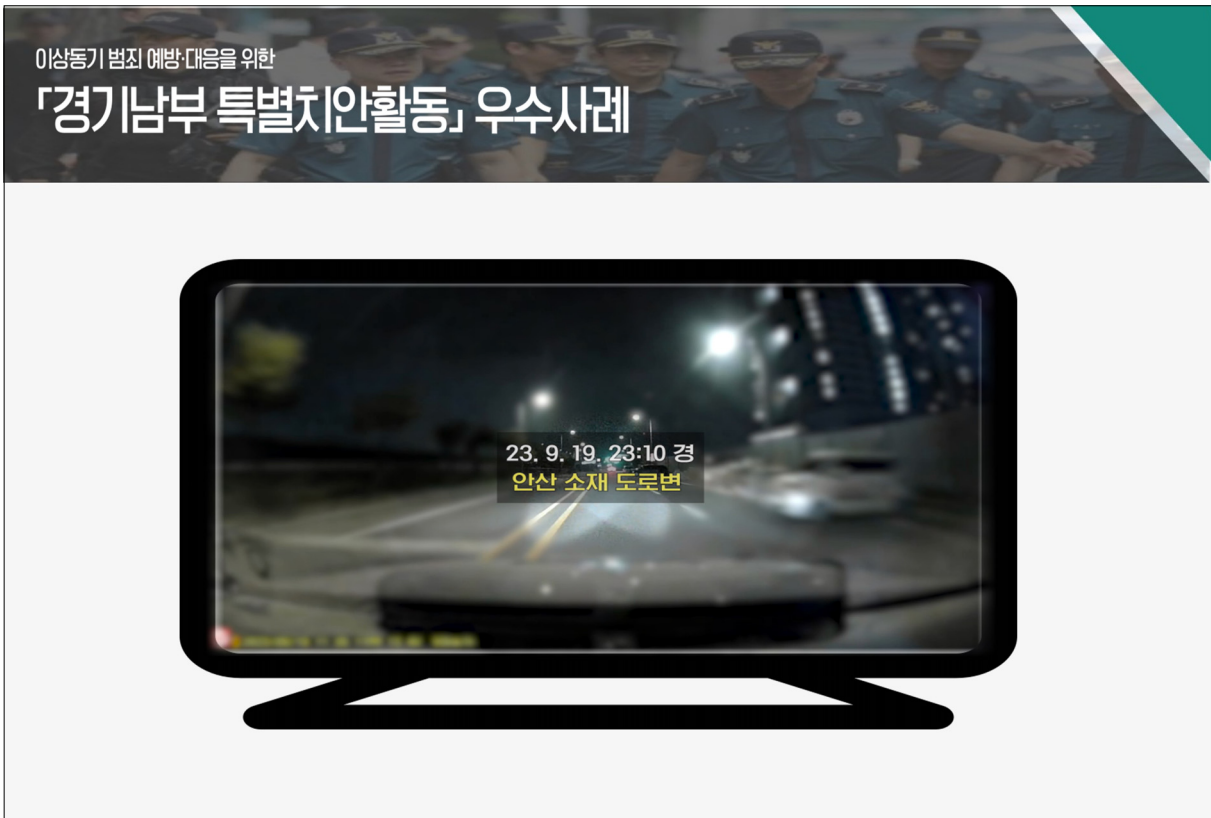 이상동기 범죄 예방·대응을 위한
「경기남부 특별치안활동」 우수사례
23. 9. 19. 23:10 경
안산 소재 도로변